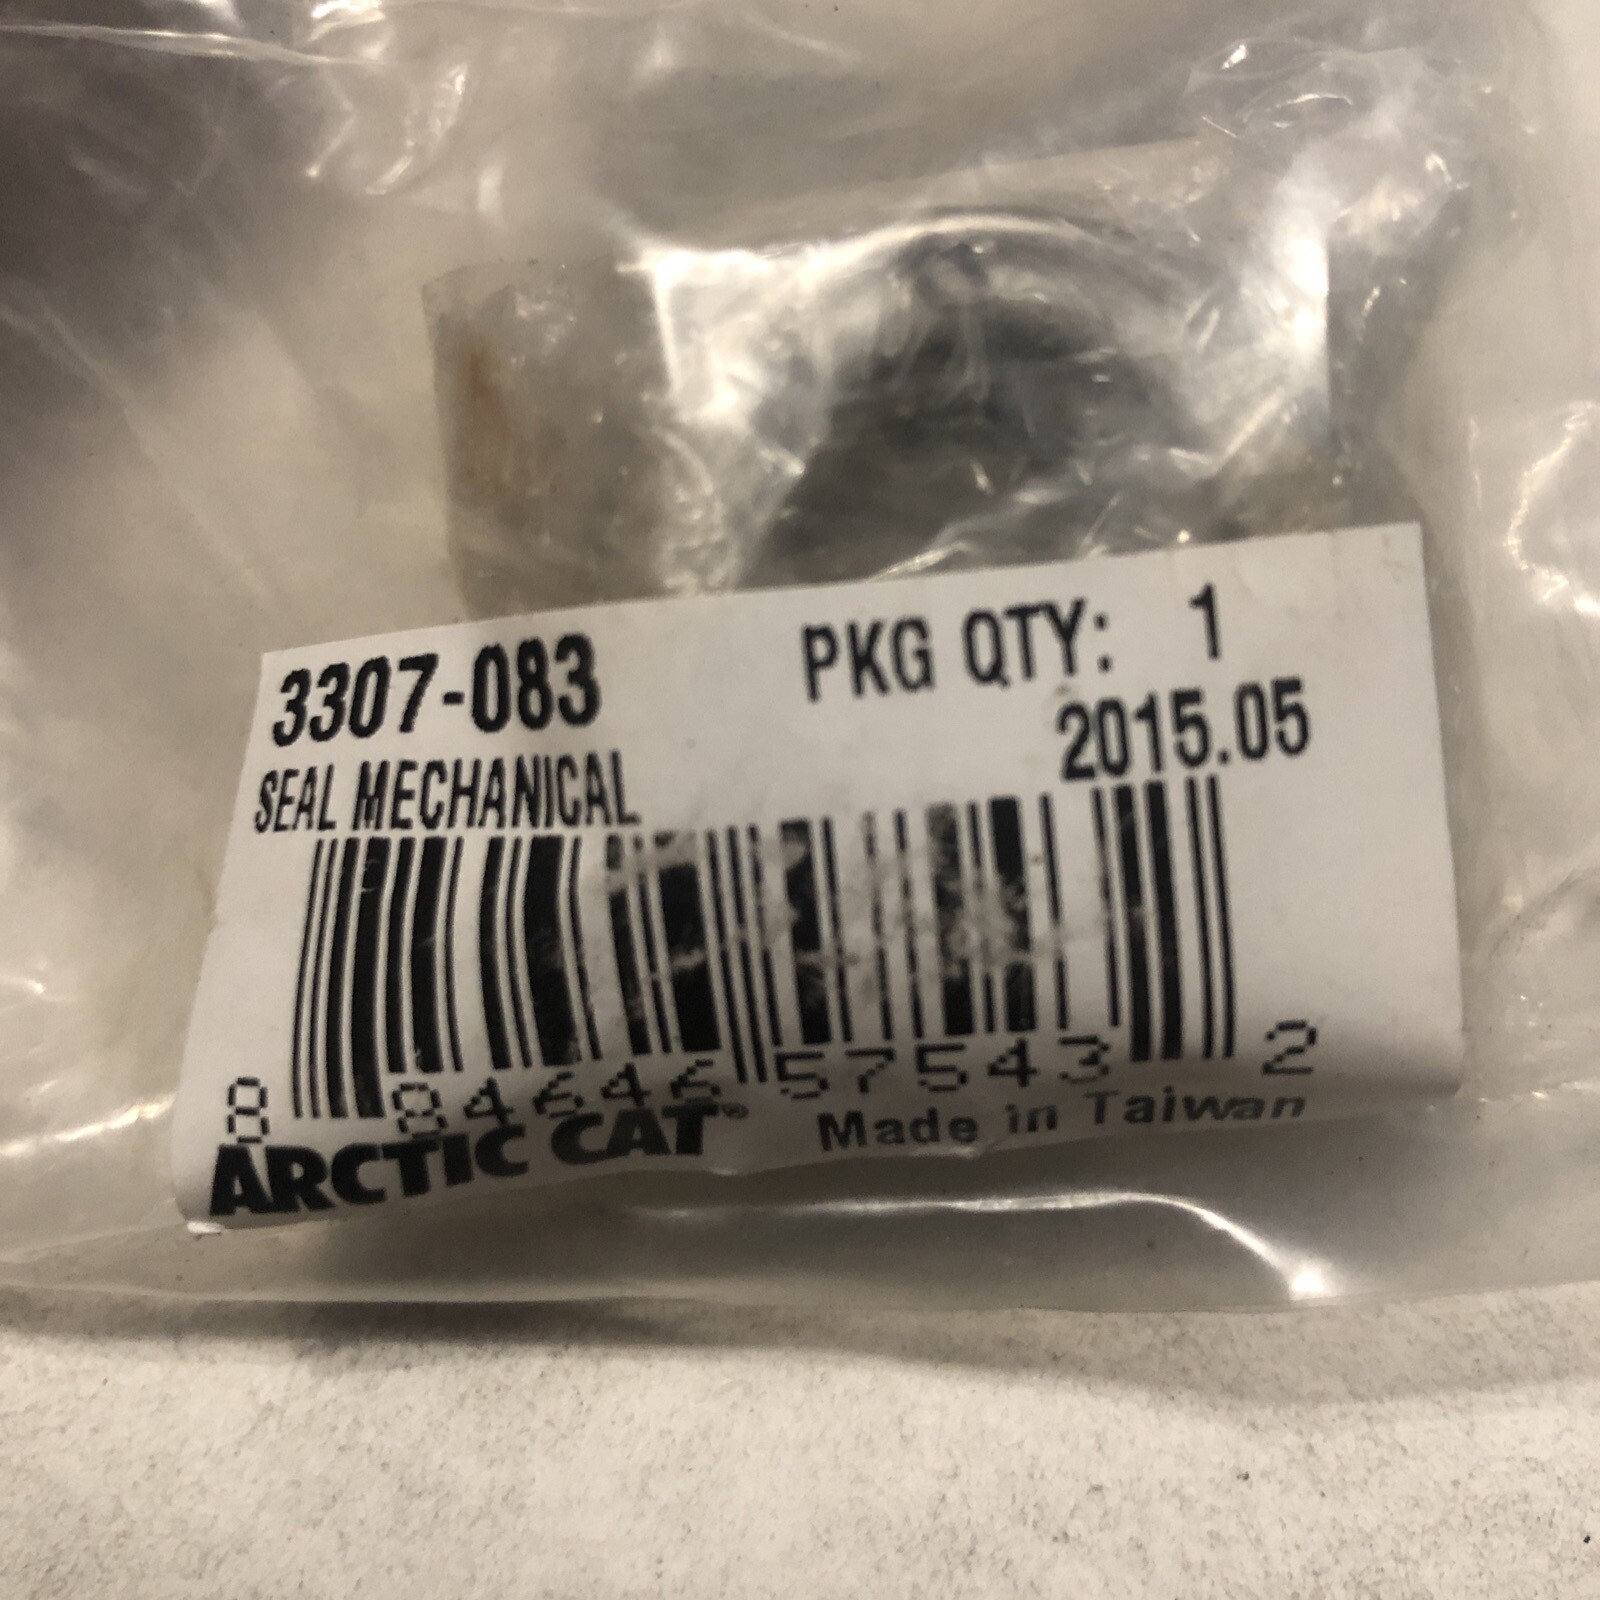 3307-083 PKG QTY: 1
2015.05
SEAL MECHANICAL
8 84646 57543 2
ARCTIC CAT® Made in Taiwan